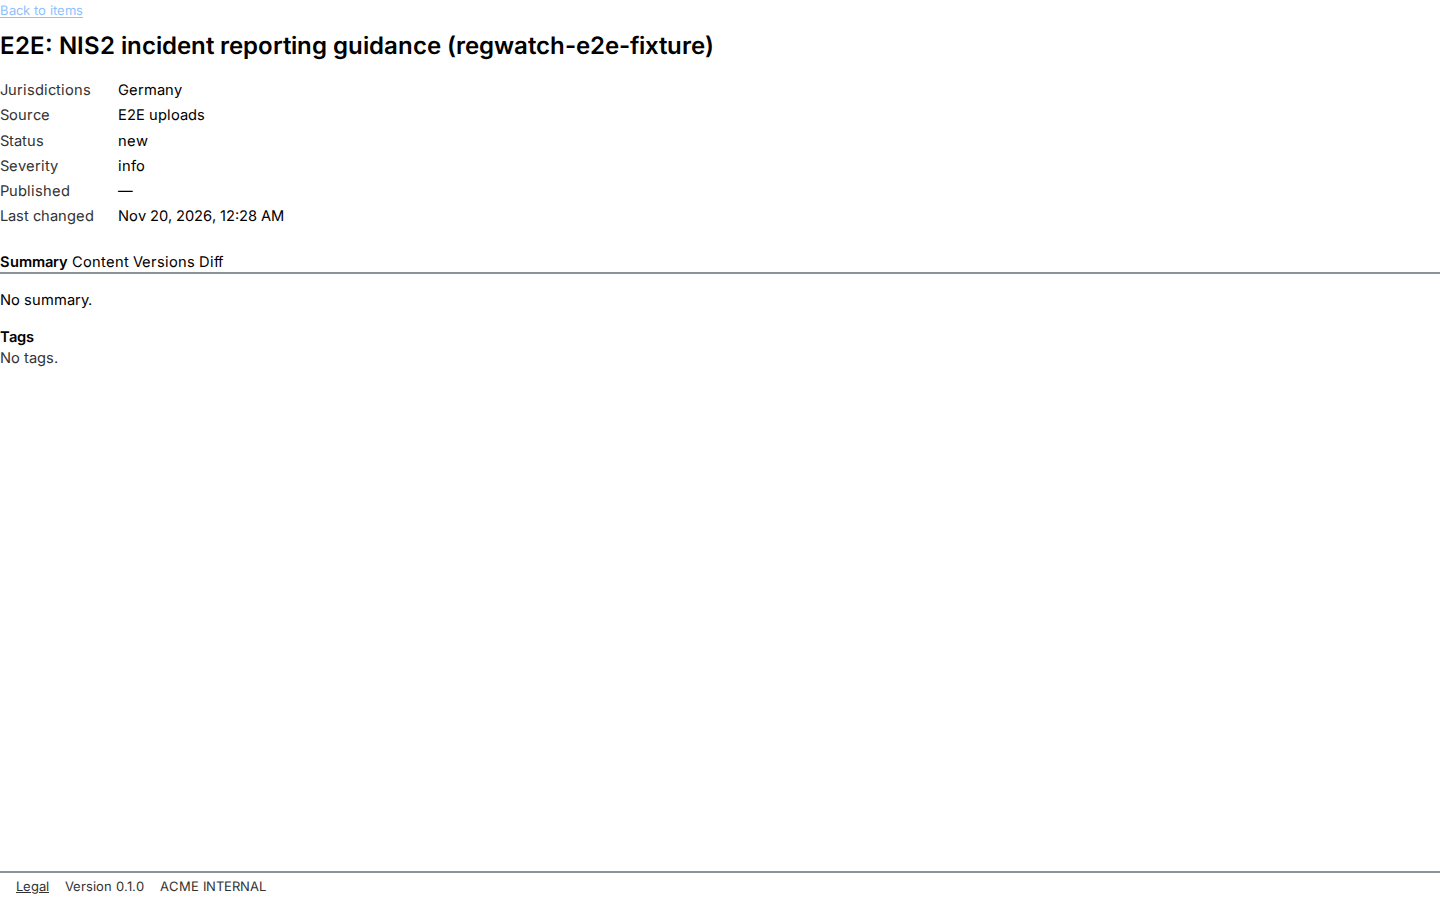 Back to items
E2E: NIS2 incident reporting guidance (regwatch-e2e-fixture)
Jurisdictions Germany
Source E2E uploads
Status new
Severity info
Published —
Last changed Nov 20, 2026, 12:28 AM
Summary Content Versions Diff
No summary.
Tags
No tags.
Legal Version 0.1.0 ACME INTERNAL